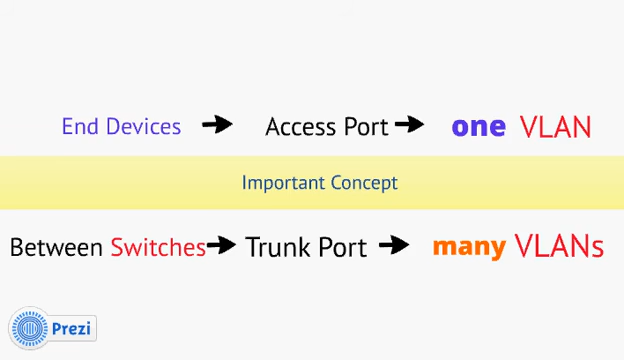 End Devices Access Port one VLAN
Important Concept
Between Switches Trunk Port many VLANs
Prezi